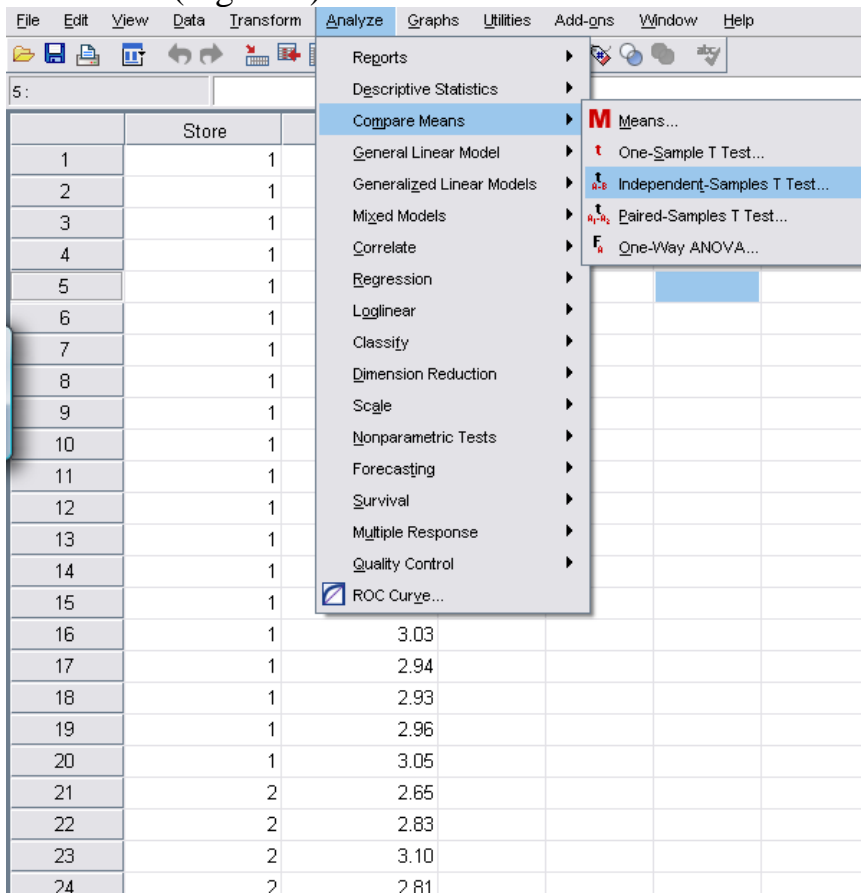 File Edit View Data Transform Analyze Graphs Utilities Add-ons Window Help
5 :
Store
Reports
Descriptive Statistics
Compare Means
General Linear Model
Generalized Linear Models
Mixed Models
Correlate
Regression
Loglinear
Classify
Dimension Reduction
Scale
Nonparametric Tests
Forecasting
Survival
Multiple Response
Quality Control
ROC Curve...
M Means...
t One-Sample T Test...
t A-B Independent-Samples T Test...
t A1-A2 Paired-Samples T Test...
FA One-Way ANOVA...
1 1
2 1
3 1
4 1
5 1
6 1
7 1
8 1
9 1
10 1
11 1
12 1
13 1
14 1
15 1
16 1 3.03
17 1 2.94
18 1 2.93
19 1 2.96
20 1 3.05
21 2 2.65
22 2 2.83
23 2 3.10
24 2 2.81